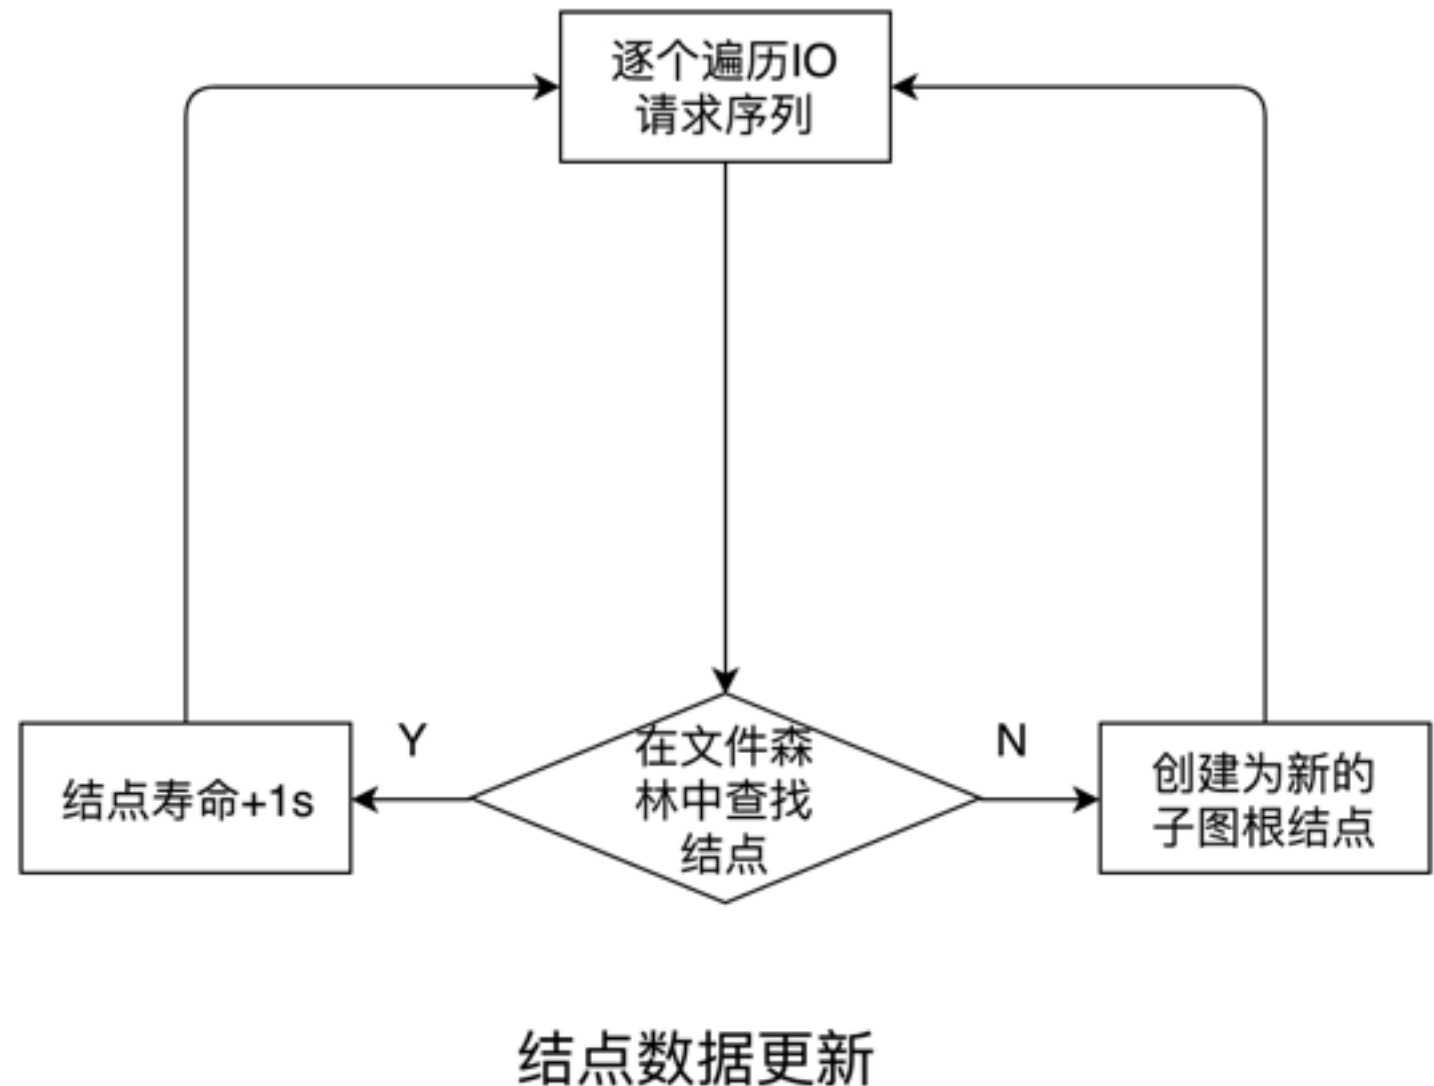 逐个遍历IO
请求序列
Y
N
在文件森
林中查找
结点
结点寿命+1s
创建为新的
子图根结点
结点数据更新